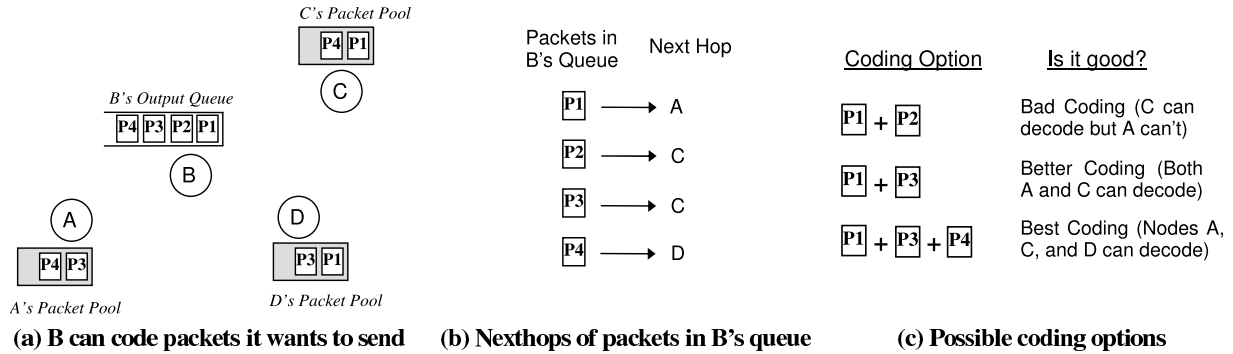 C's Packet Pool
P4 P1
C
B's Output Queue
P4 P3 P2 P1
B
A
P4 P3
A's Packet Pool
D
P3 P1
D's Packet Pool
(a) B can code packets it wants to send
Packets in
B's Queue
Next Hop
P1 A
P2 C
P3 C
P4 D
(b) Nexthops of packets in B's queue
Coding Option
Is it good?
P1 + P2
Bad Coding (C can
decode but A can't)
P1 + P3
Better Coding (Both
A and C can decode)
P1 + P3 + P4
Best Coding (Nodes A,
C, and D can decode)
(c) Possible coding options